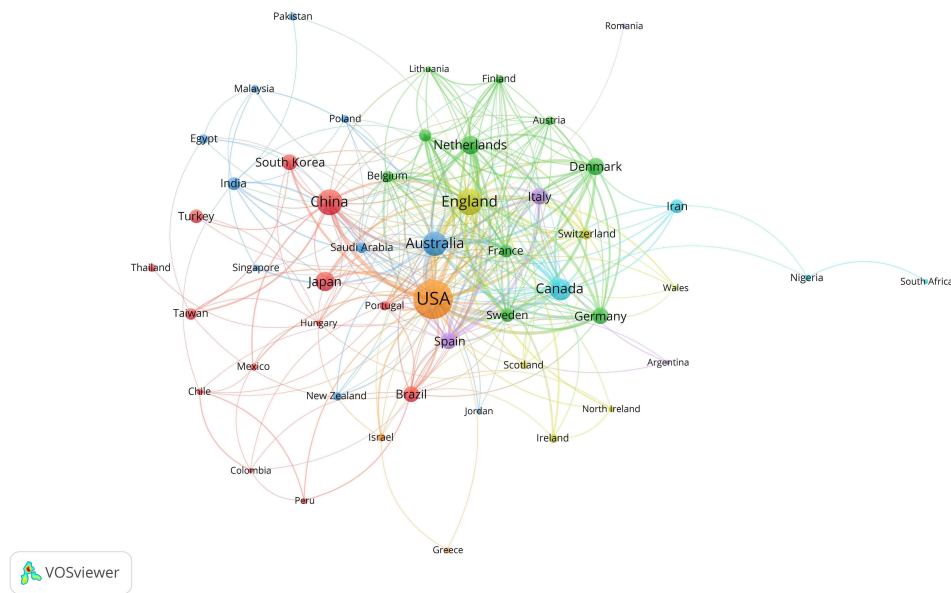 Pakistan
Romania
Lithuania
Finland
Malaysia
Poland
Austria
Egypt
Netherlands
South Korea
Denmark
Belgium
India
Italy
China
England
Iran
Turkey
Switzerland
Saudi Arabia
Australia
France
Thailand
Singapore
Nigeria
South Africa
Japan
Canada
Wales
USA
Portugal
Taiwan
Sweden
Germany
Hungary
Spain
Argentina
Mexico
Scotland
Chile
Brazil
New Zealand
Jordan
North Ireland
Israel
Ireland
Colombia
Peru
Greece
VOSviewer